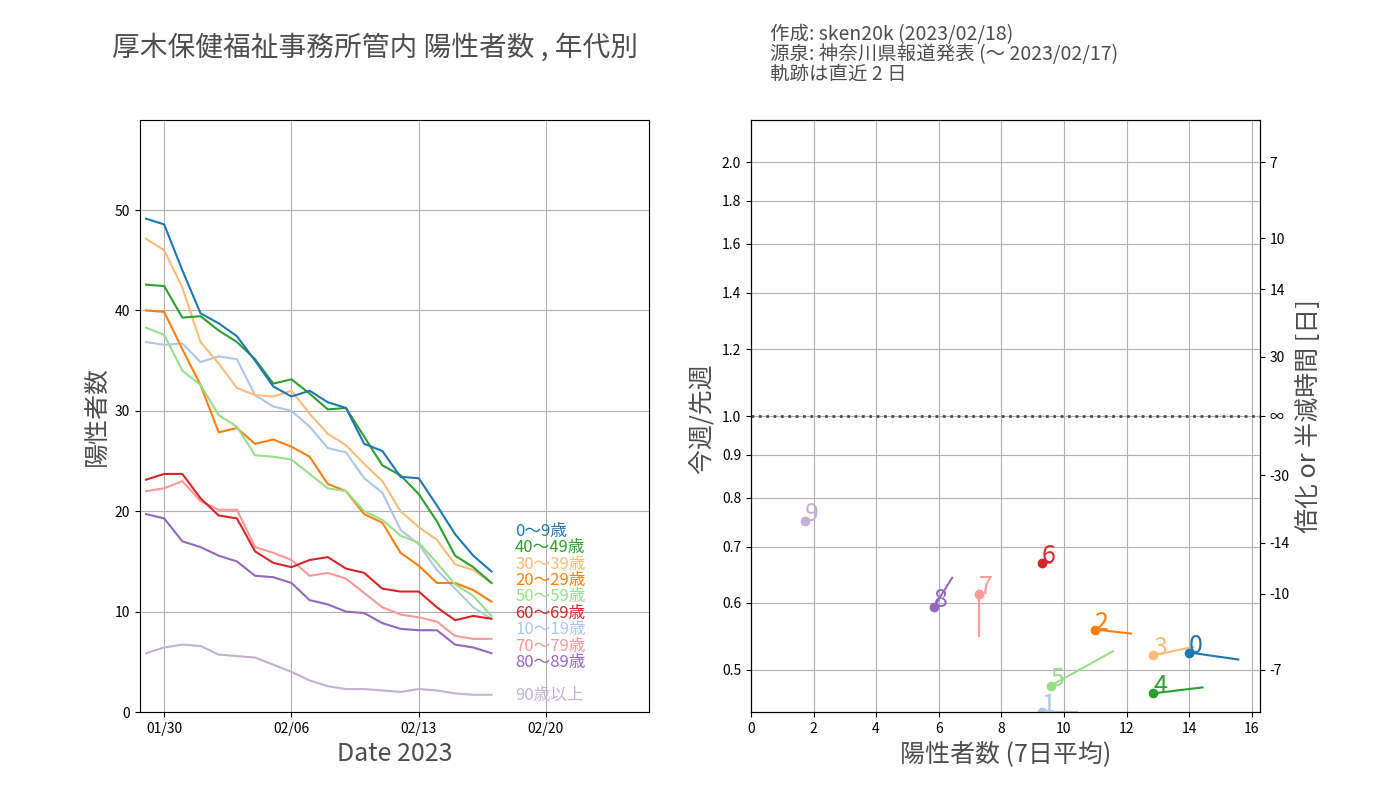 厚木保健福祉事務所管内 陽性者数 , 年代別
作成: sken20k (2023/02/18)
源泉: 神奈川県報道発表 (～ 2023/02/17)
軌跡は直近 2 日
陽性者数
50
40
30
20
10
0
01/30
02/06
02/13
02/20
Date 2023
0～9歳
40～49歳
30～39歳
20～29歳
50～59歳
60～69歳
10～19歳
70～79歳
80～89歳
90歳以上
今週/先週
2.0
1.8
1.6
1.4
1.2
1.0
0.9
0.8
0.7
0.6
0.5
9
6
8
7
2
3
0
5
4
1
0
2
4
6
8
10
12
14
16
陽性者数 (7日平均)
7
10
14
30
∞
-30
-14
-10
-7
倍化 or 半減時間 [日]